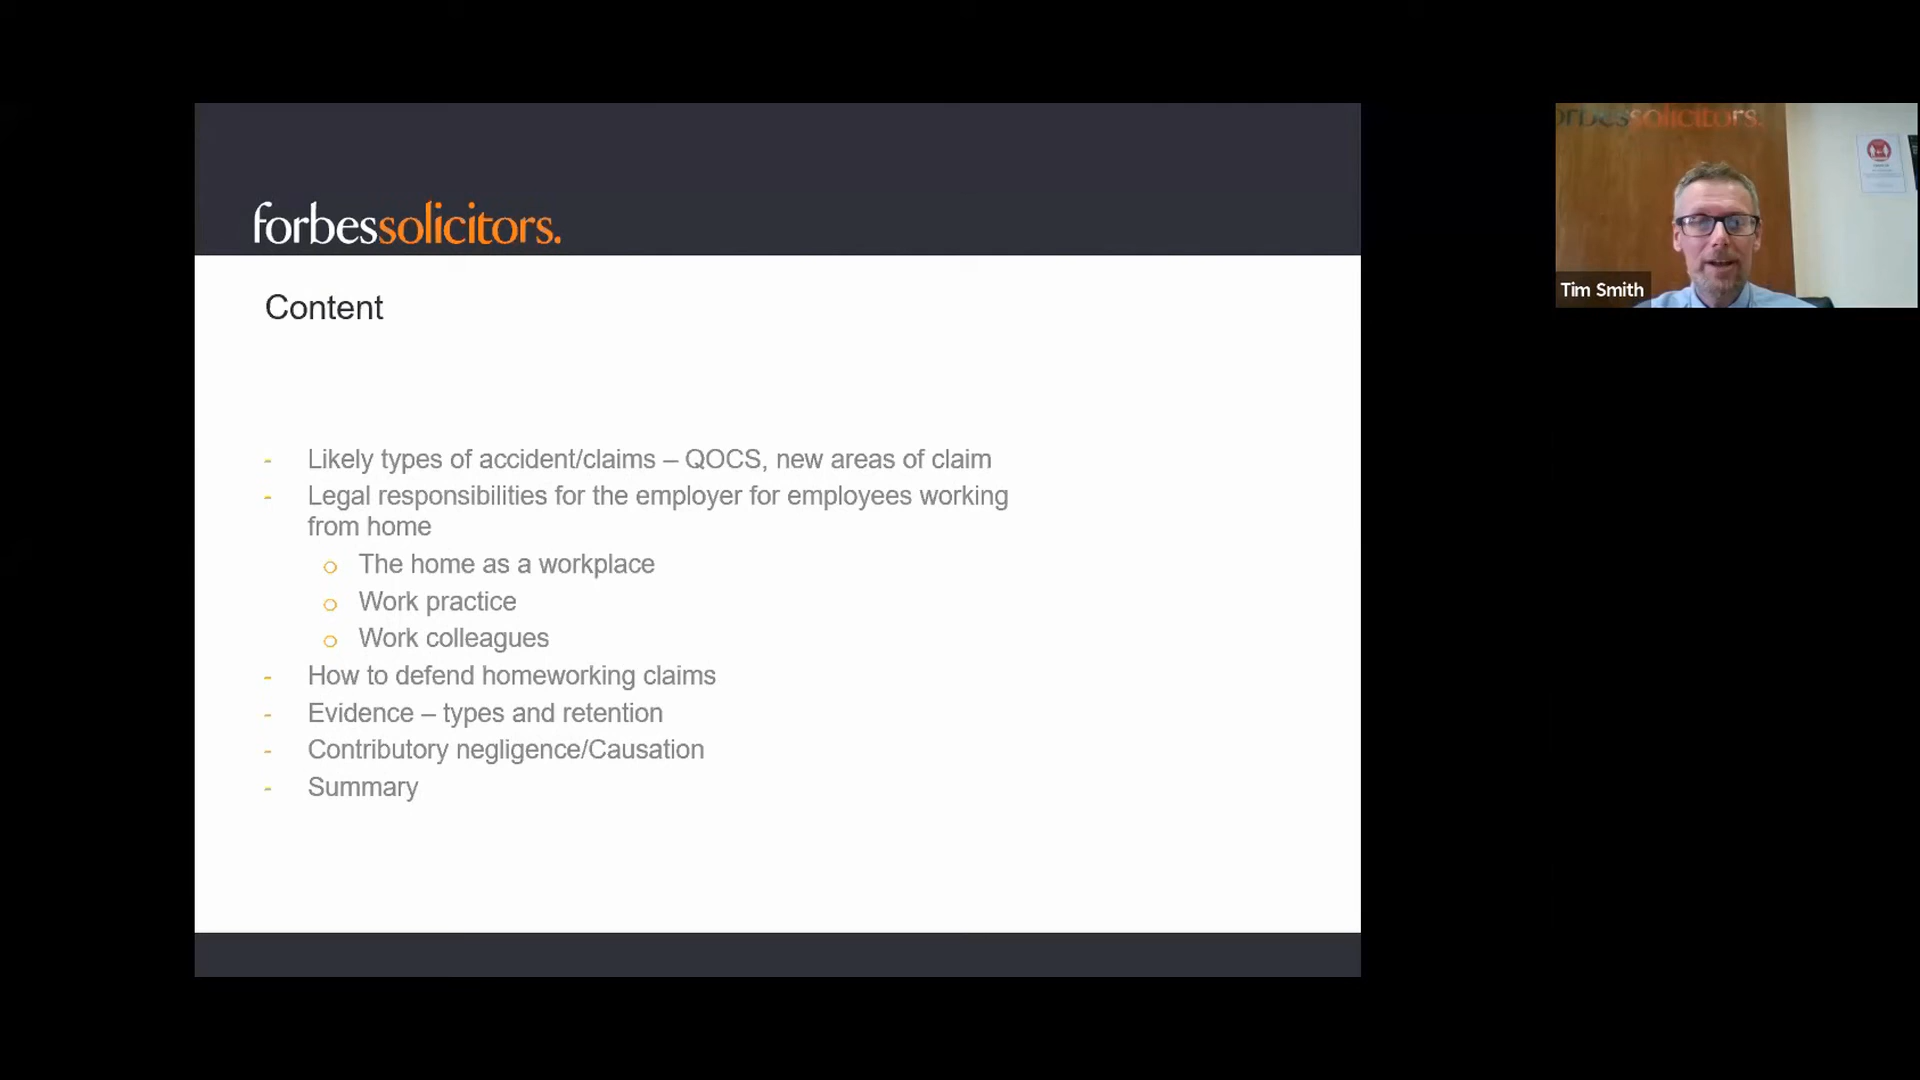 forbessolicitors.
Content
- Likely types of accident/claims – QOCS, new areas of claim
- Legal responsibilities for the employer for employees working
from home
o The home as a workplace
o Work practice
o Work colleagues
- How to defend homeworking claims
- Evidence – types and retention
- Contributory negligence/Causation
- Summary
forbessolicitors.
Tim Smith